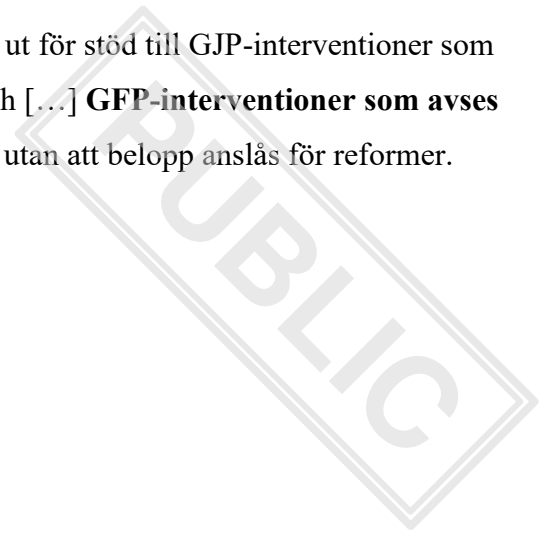 ut för stöd till GJP-interventioner som
h […] GFP-interventioner som avses
utan att belopp anslås för reformer.
PUBLIC